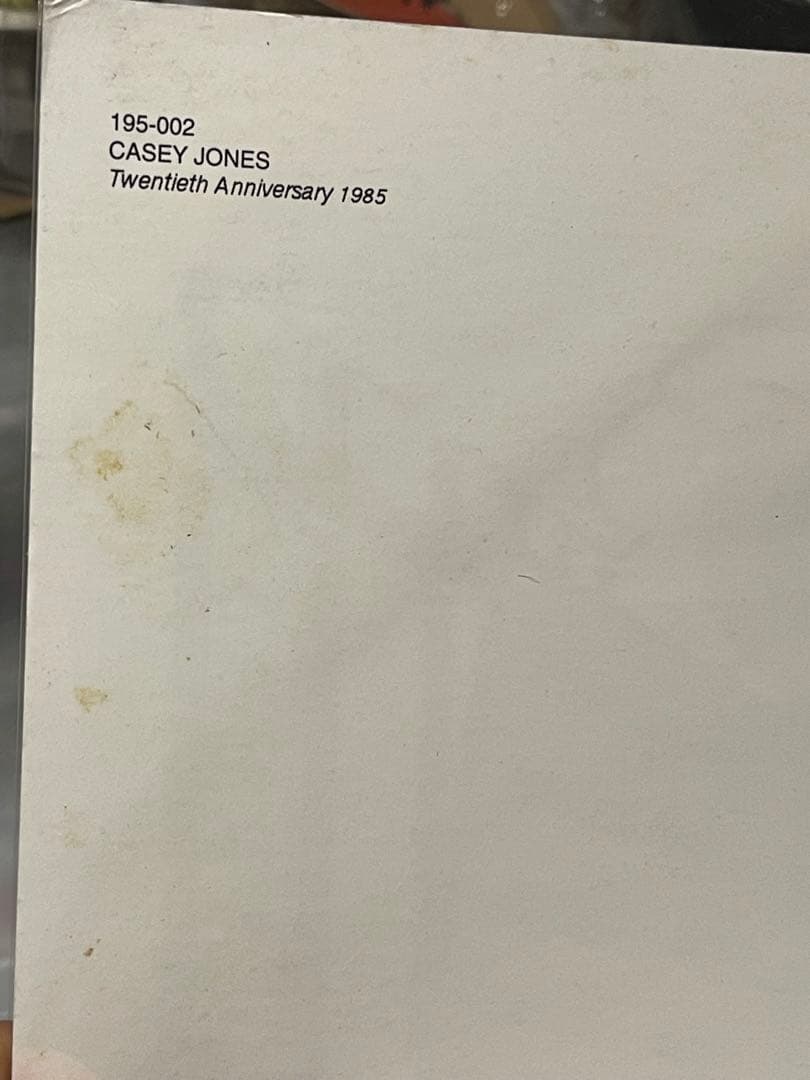 195-002
CASEY JONES
Twentieth Anniversary 1985